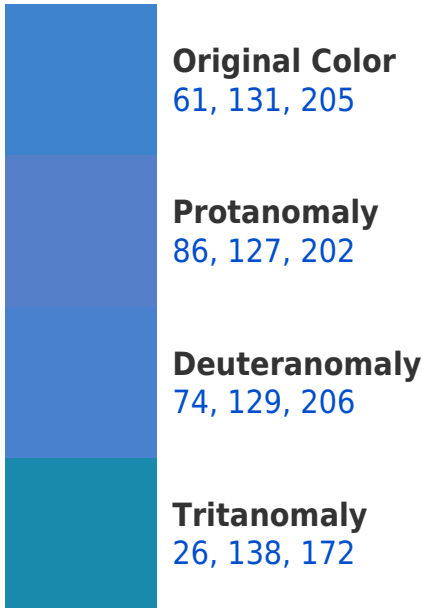 Original Color
61, 131, 205
Protanomaly
86, 127, 202
Deuteranomaly
74, 129, 206
Tritanomaly
26, 138, 172